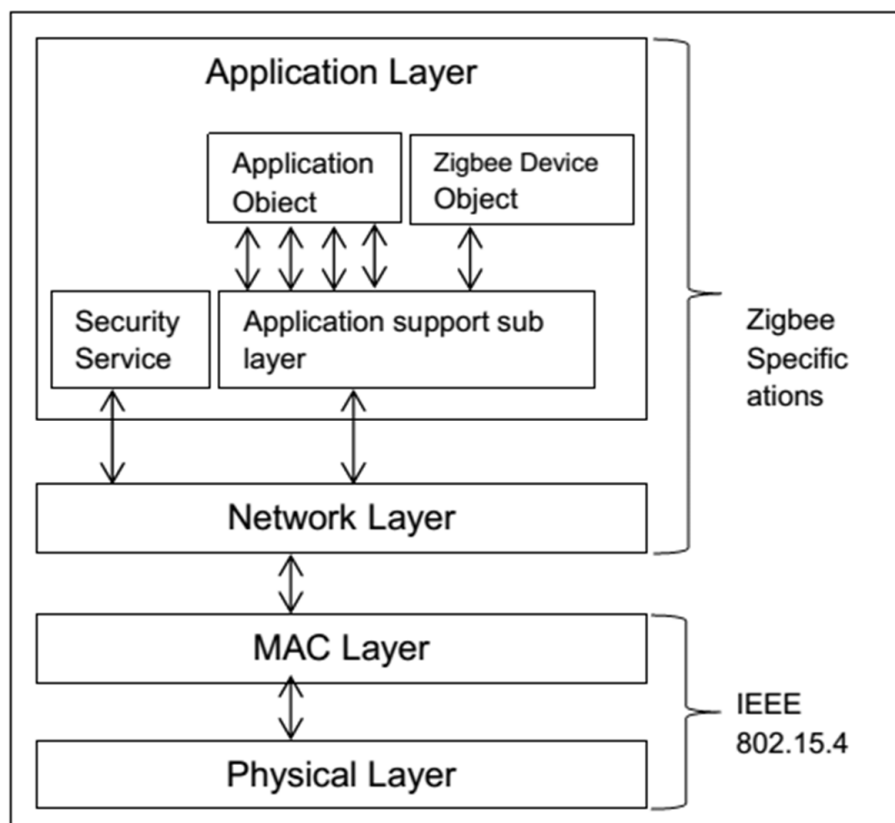 Application Layer
Application
Obiect
Zigbee Device
Object
Security
Service
Application support sub
layer
Zigbee
Specific
ations
Network Layer
MAC Layer
IEEE
802.15.4
Physical Layer